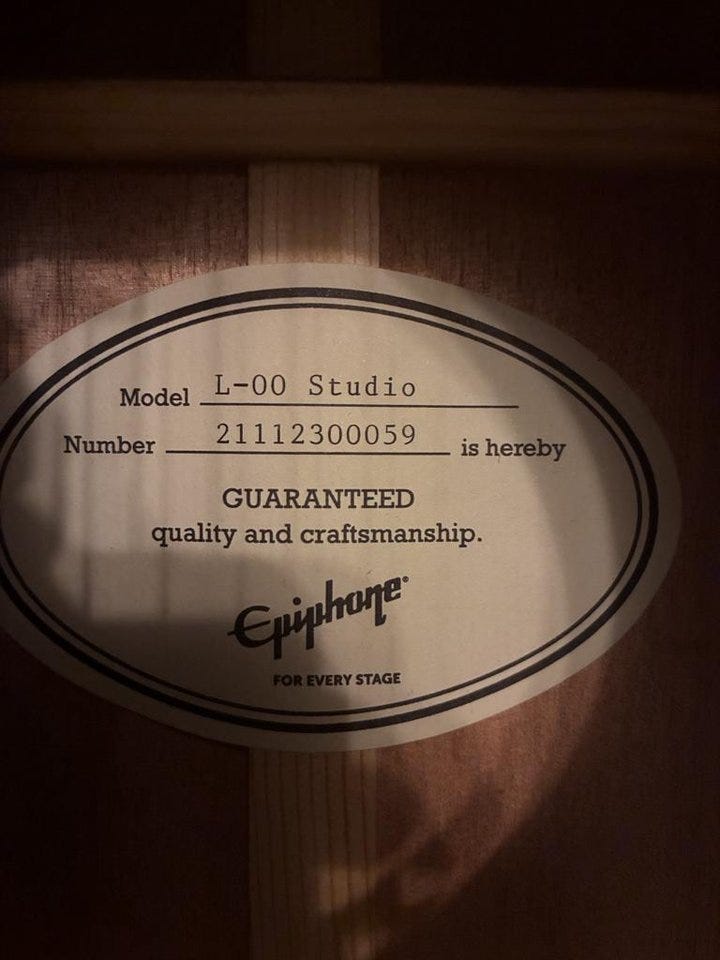 Model L-00 Studio
Number 21112300059 is hereby
GUARANTEED
quality and craftsmanship.
Epiphone®
FOR EVERY STAGE